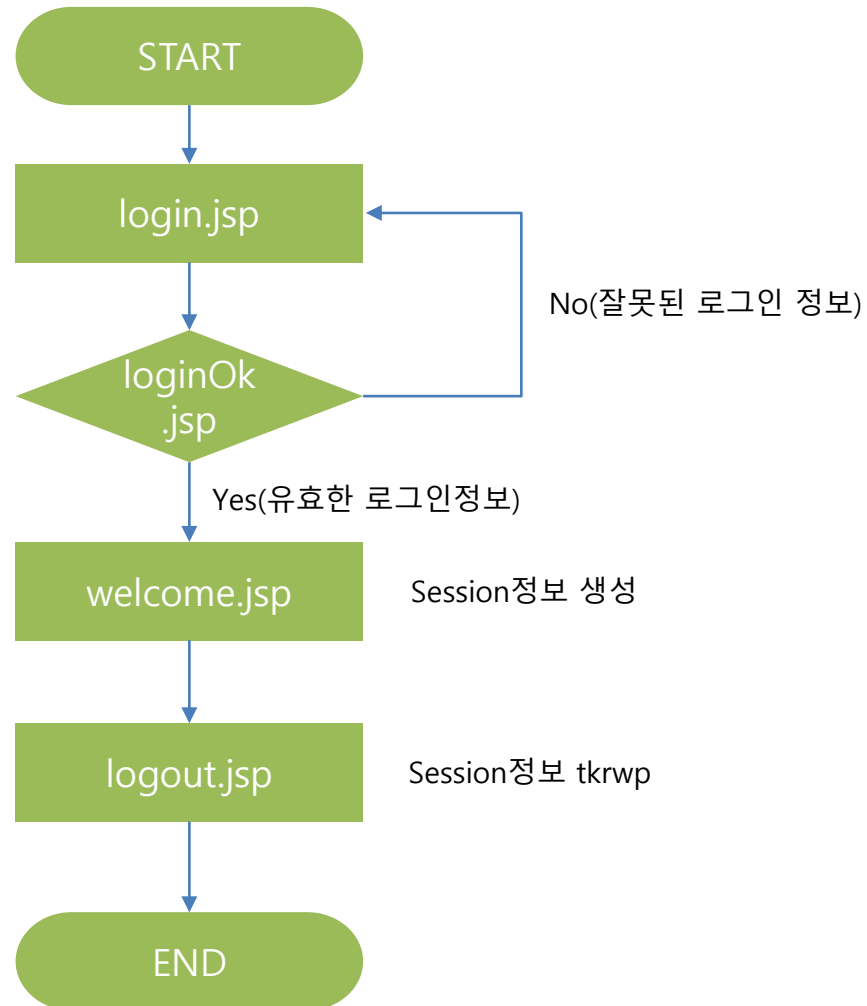 START
login.jsp
No(잘못된 로그인 정보)
loginOk
.jsp
Yes(유효한 로그인정보)
welcome.jsp
Session정보 생성
logout.jsp
Session정보 tkrwp
END